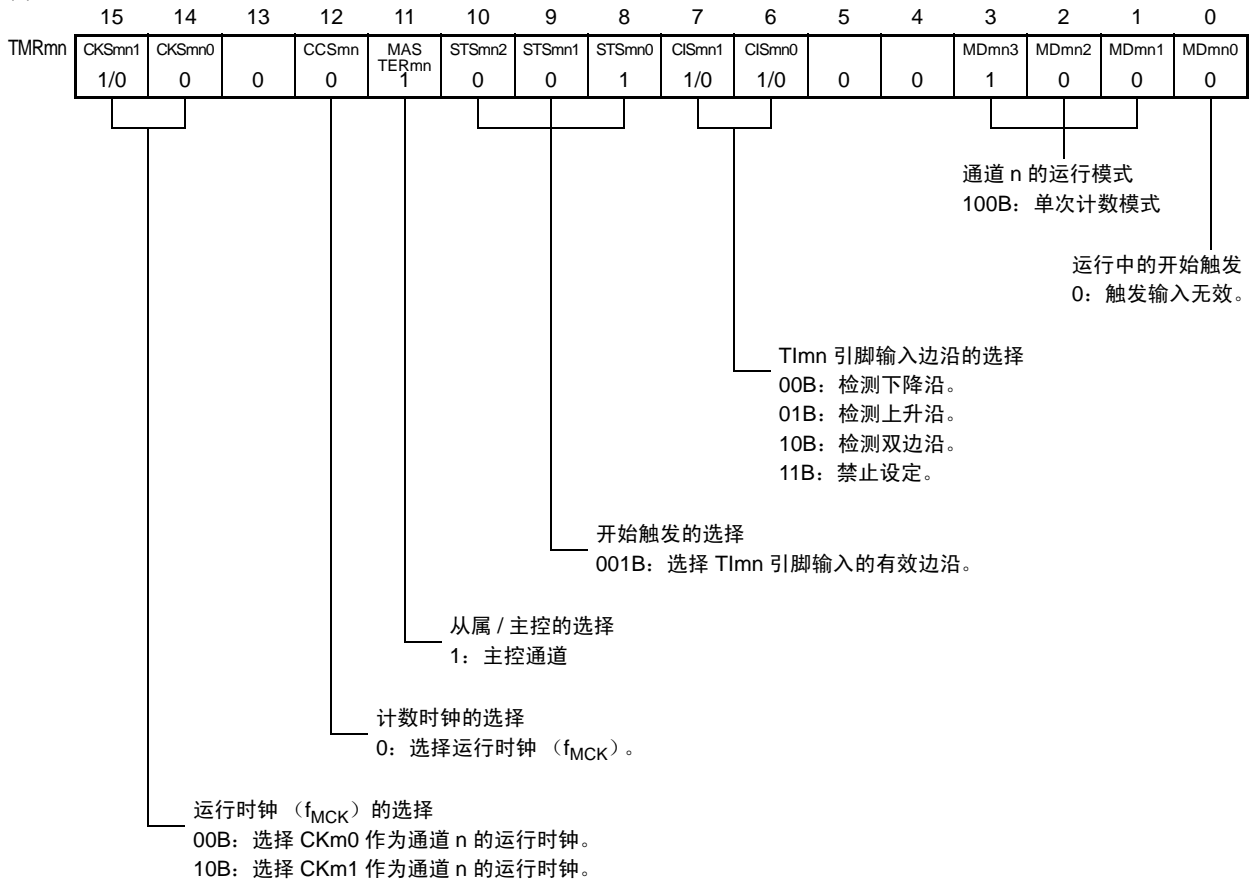 15 14 13 12 11 10 9 8 7 6 5 4 3 2 1 0
TMRmn CKSmn1 CKSmn0 CCSmn MAS TERmn STSmn2 STSmn1 STSmn0 CISmn1 CISmn0 MDmn3 MDmn2 MDmn1 MDmn0
1/0 0 0 0 1 0 0 1 1/0 1/0 0 0 1 0 0 0
通道 n 的运行模式
100B：单次计数模式
运行中的开始触发
0：触发输入无效。
TImn 引脚输入边沿的选择
00B：检测下降沿。
01B：检测上升沿。
10B：检测双边沿。
11B：禁止设定。
开始触发的选择
001B：选择 TImn 引脚输入的有效边沿。
从属 / 主控的选择
1：主控通道
计数时钟的选择
0：选择运行时钟 （fMCK）。
运行时钟 （fMCK）的选择
00B：选择 CKm0 作为通道 n 的运行时钟。
10B：选择 CKm1 作为通道 n 的运行时钟。